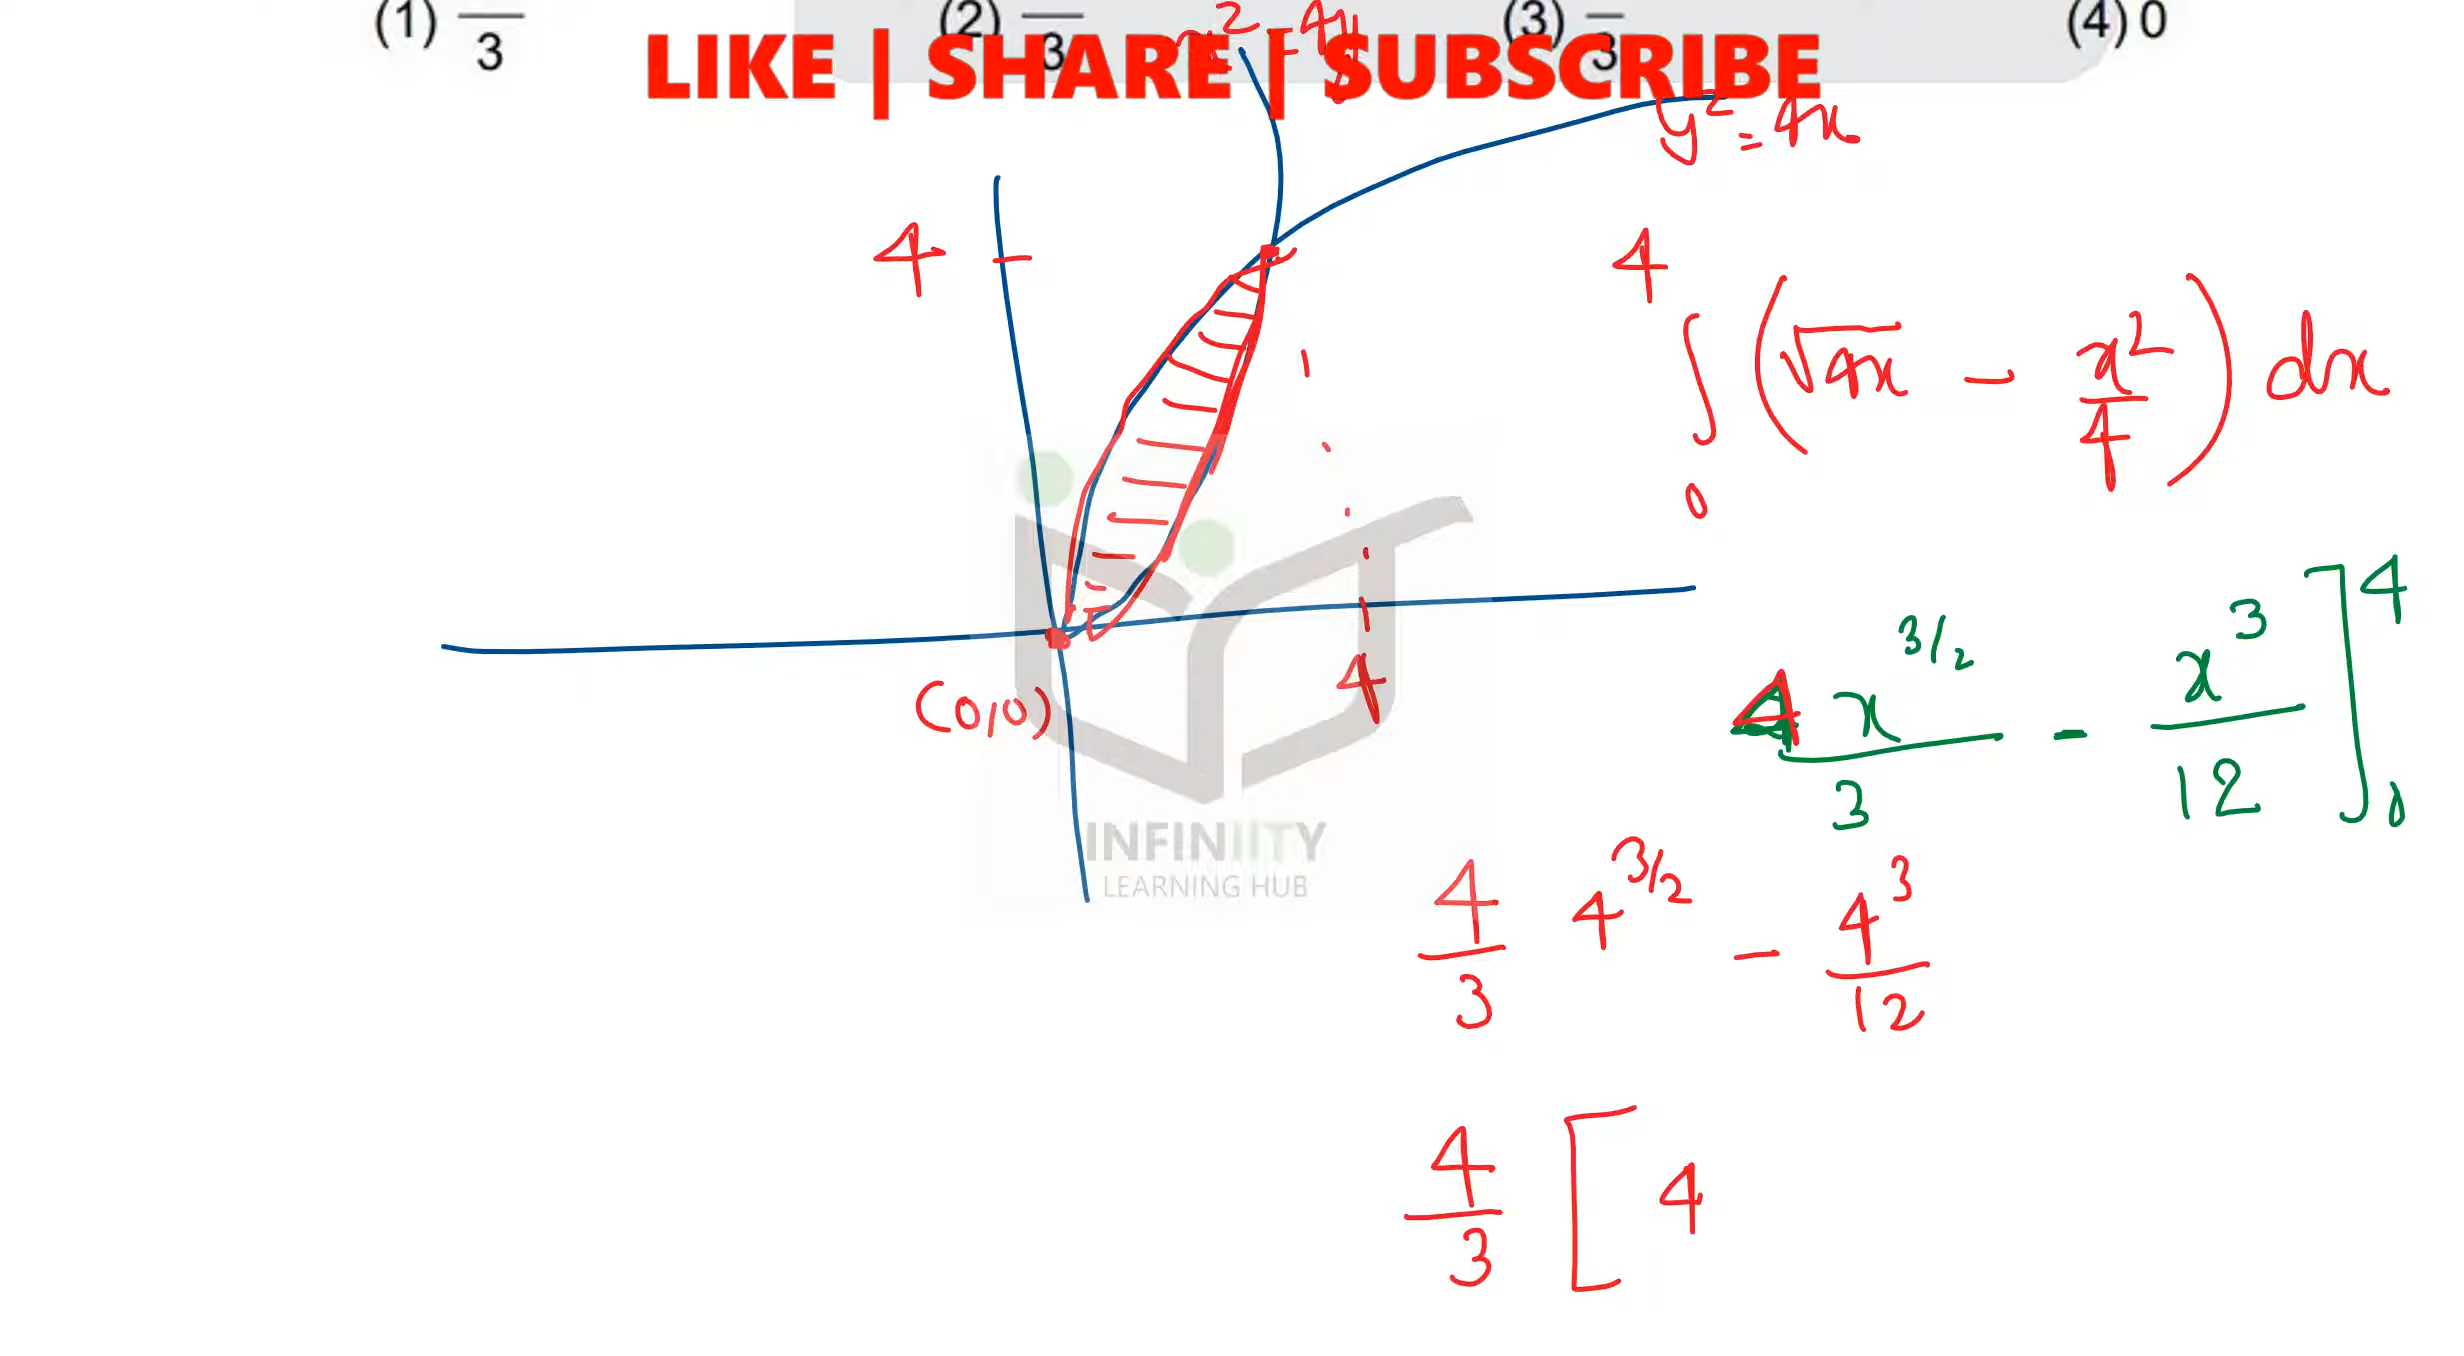 (1) — 3 (2) — 3 (3) — 3 (4) 0
x² = 4y
LIKE | SHARE | SUBSCRIBE
y² = 4x
4
4
∫ ( √4x − x²/4 ) dx
0
4 x^3/2 / 3 − x³ / 12 ]⁴₀
(0,0)
4
INFINIITY
LEARNING HUB
4/3 4^3/2 − 4³/12
4/3 [ 4